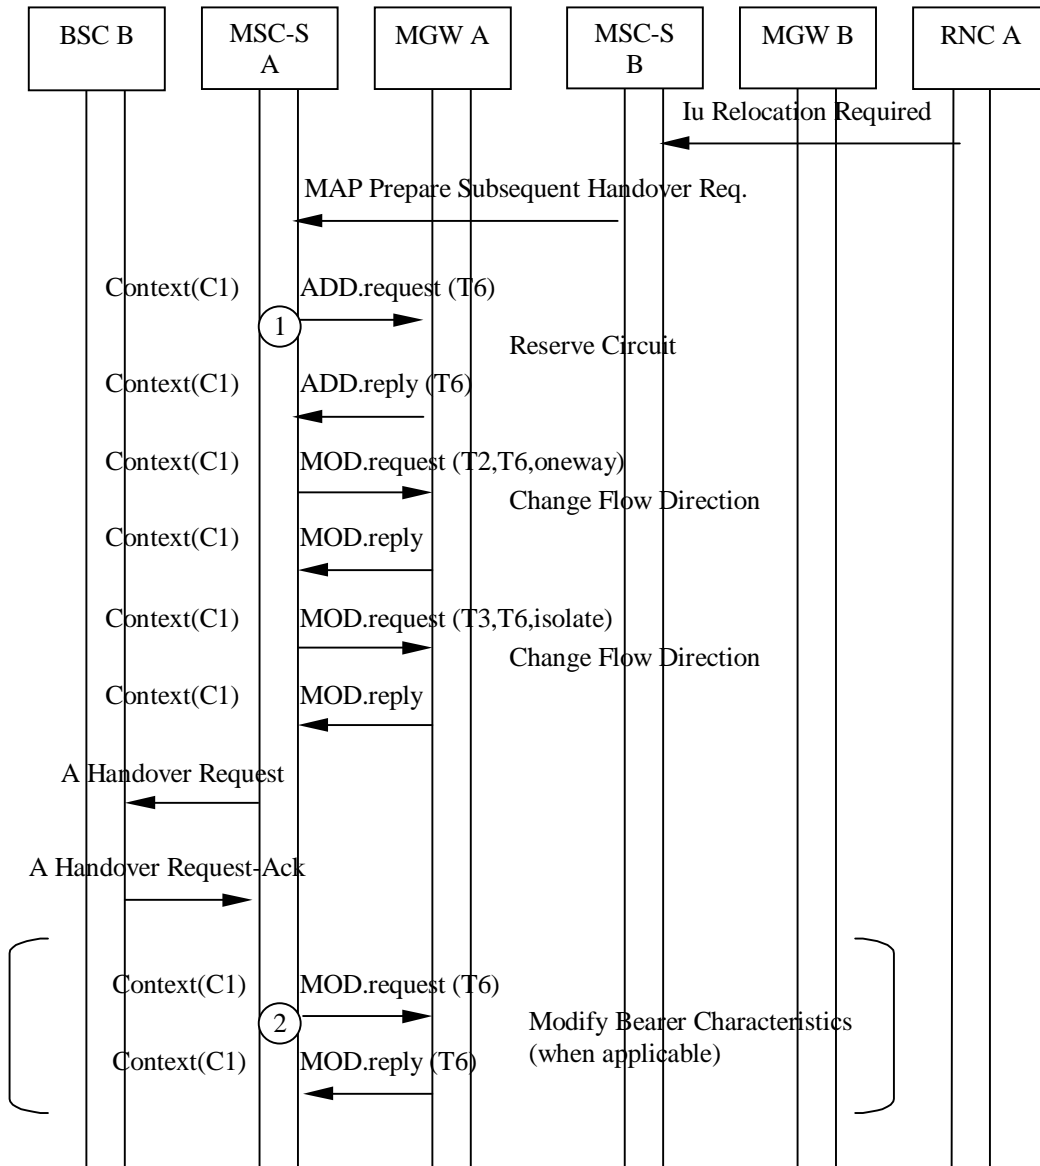 BSC B
MSC-S
A
MGW A
MSC-S
B
MGW B
RNC A
Iu Relocation Required
MAP Prepare Subsequent Handover Req.
Context(C1) ADD.request (T6)
1
Reserve Circuit
Context(C1) ADD.reply (T6)
Context(C1) MOD.request (T2,T6,oneway)
Change Flow Direction
Context(C1) MOD.reply
Context(C1) MOD.request (T3,T6,isolate)
Change Flow Direction
Context(C1) MOD.reply
A Handover Request
A Handover Request-Ack
Context(C1) MOD.request (T6)
2
Modify Bearer Characteristics
(when applicable)
Context(C1) MOD.reply (T6)